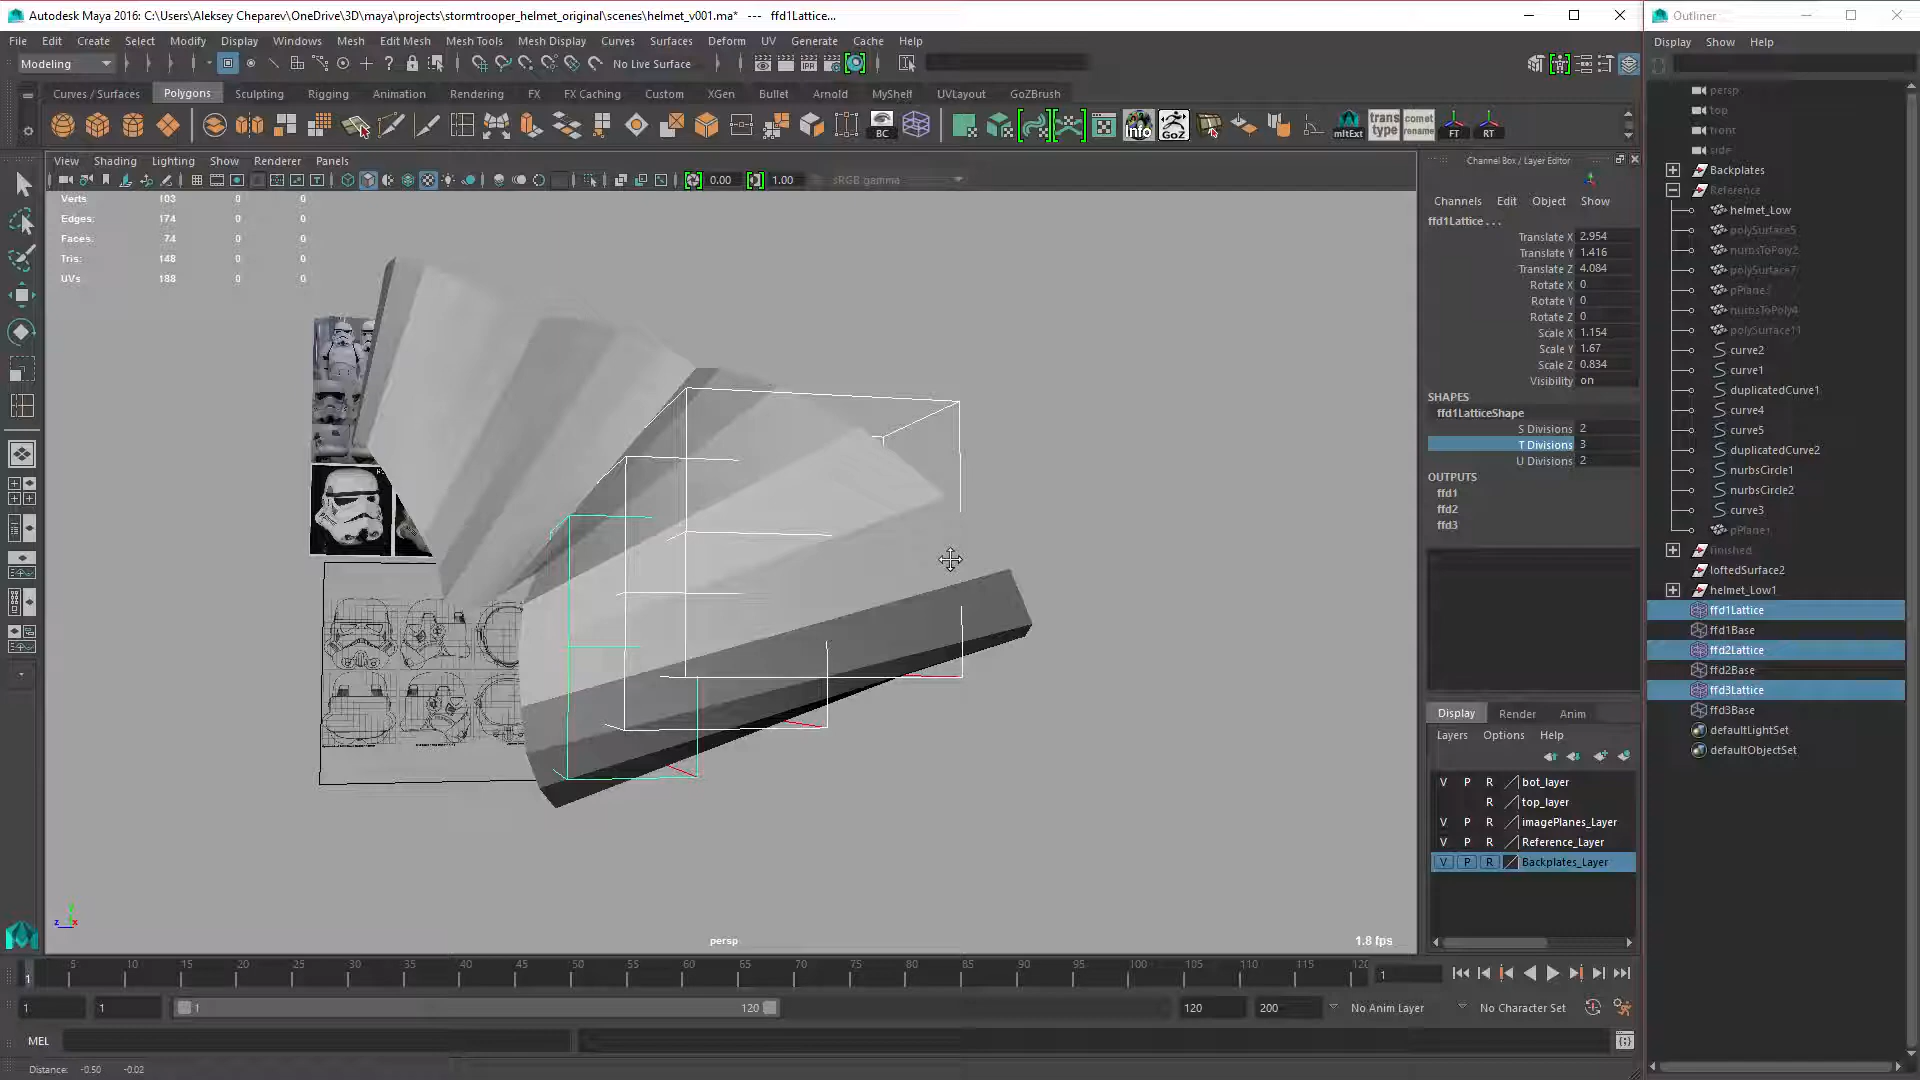 Autodesk Maya 2016: C:\Users\Aleksey Cheparev\OneDrive\3D\maya\projects\stormtrooper_helmet_original\scenes\helmet_v001.ma* --- ffd1Lattice...
Outliner
File Edit Create Select Modify Display Windows Mesh Edit Mesh Mesh Tools Mesh Display Curves Surfaces Deform UV Generate Cache Help
Display Show Help
Modeling
No Live Surface
Curves / Surfaces Polygons Sculpting Rigging Animation Rendering FX FX Caching Custom XGen Bullet Arnold MyShelf UVLayout GoZBrush
BC Info GoZ mltExt trans type comet rename FT RT
View Shading Lighting Show Renderer Panels
0.00 1.00 sRGB gamma
Verts 103 0 0
Edges: 174 0 0
Faces: 74 0 0
Tris: 148 0 0
UVs: 188 0 0
persp
1.8 fps
Channel Box / Layer Editor
Channels Edit Object Show
ffd1Lattice . . .
Translate X 2.954
Translate Y 1.416
Translate Z 4.084
Rotate X 0
Rotate Y 0
Rotate Z 0
Scale X 1.154
Scale Y 1.67
Scale Z 0.834
Visibility on
SHAPES
ffd1LatticeShape
S Divisions 2
T Divisions 3
U Divisions 2
OUTPUTS
ffd1
ffd2
ffd3
Display Render Anim
Layers Options Help
V P R bot_layer
R top_layer
V P R imagePlanes_Layer
V P R Reference_Layer
V P R Backplates_Layer
persp
top
front
side
Backplates
Reference
helmet_Low
polySurface5
nurbsToPoly2
polySurface7
nurbsToPoly4
polySurface11
curve2
curve1
duplicatedCurve1
curve4
curve5
duplicatedCurve2
nurbsCircle1
nurbsCircle2
curve3
finished
loftedSurface2
helmet_Low1
ffd1Lattice
ffd1Base
ffd2Lattice
ffd2Base
ffd3Lattice
ffd3Base
defaultLightSet
defaultObjectSet
1 5 10 15 20 25 30 35 40 45 50 55 60 65 70 75 80 85 90 95 100 105 110 115 120 1
1 1 1 120 120 200 No Anim Layer No Character Set
MEL
Distance: -0.50 -0.02